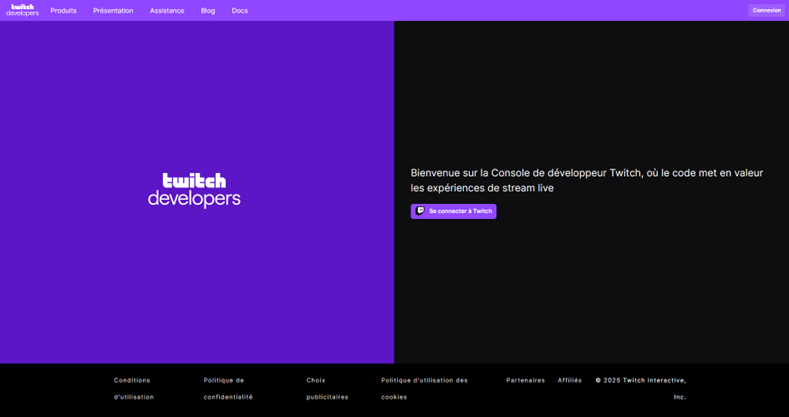 twitch
developers
Produits
Présentation
Assistance
Blog
Docs
Connexion
twitch
developers
Bienvenue sur la Console de développeur Twitch, où le code met en valeur
les expériences de stream live
Se connecter à Twitch
Conditions
d'utilisation
Politique de
confidentialité
Choix
publicitaires
Politique d'utilisation des
cookies
Partenaires
Affiliés
© 2025 Twitch Interactive,
Inc.